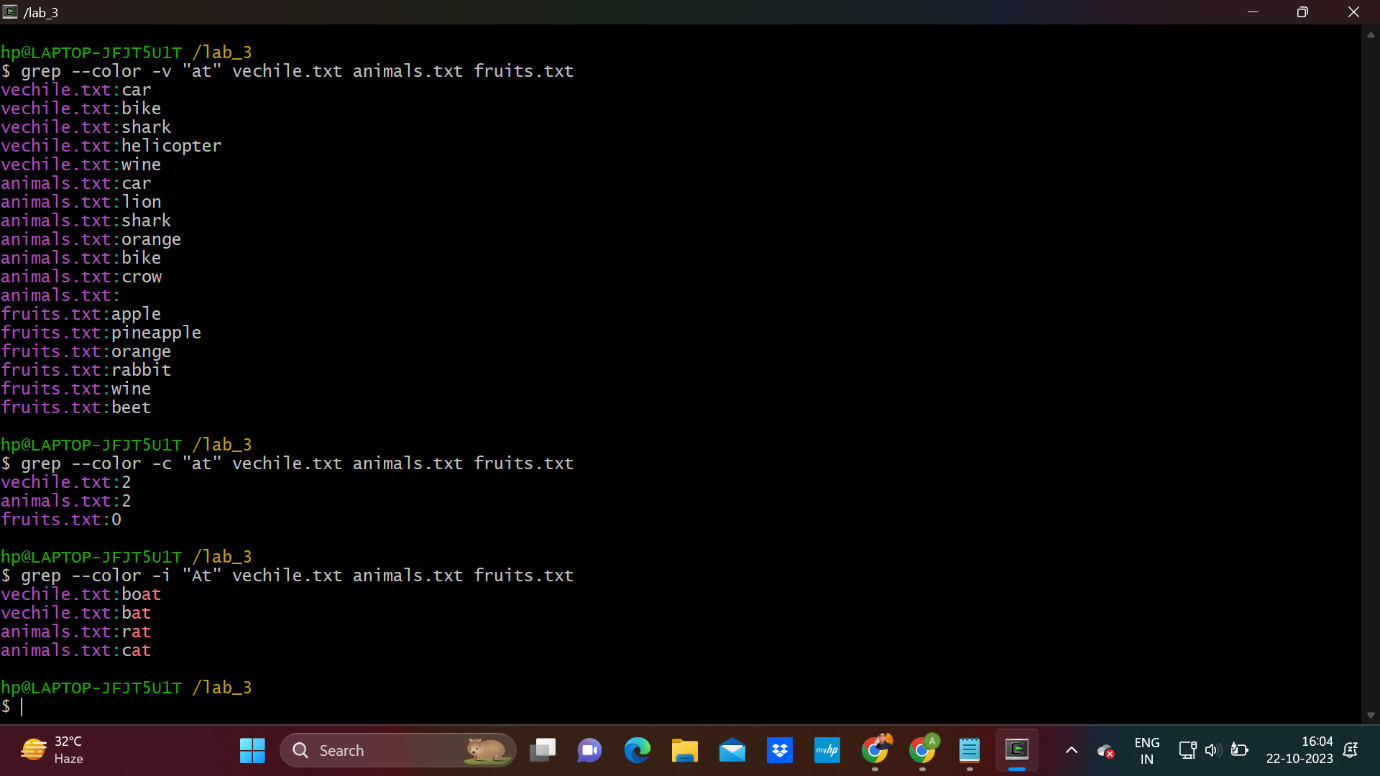 /lab_3
hp@LAPTOP-JFJT5U1T /lab_3
$ grep --color -v "at" vechile.txt animals.txt fruits.txt
vechile.txt:car
vechile.txt:bike
vechile.txt:shark
vechile.txt:helicopter
vechile.txt:wine
animals.txt:car
animals.txt:lion
animals.txt:shark
animals.txt:orange
animals.txt:bike
animals.txt:crow
animals.txt:
fruits.txt:apple
fruits.txt:pineapple
fruits.txt:orange
fruits.txt:rabbit
fruits.txt:wine
fruits.txt:beet
hp@LAPTOP-JFJT5U1T /lab_3
$ grep --color -c "at" vechile.txt animals.txt fruits.txt
vechile.txt:2
animals.txt:2
fruits.txt:0
hp@LAPTOP-JFJT5U1T /lab_3
$ grep --color -i "At" vechile.txt animals.txt fruits.txt
vechile.txt:boat
vechile.txt:bat
animals.txt:rat
animals.txt:cat
hp@LAPTOP-JFJT5U1T /lab_3
$
32°C
Haze
Search
myhp
A
ENG
IN
16:04
22-10-2023